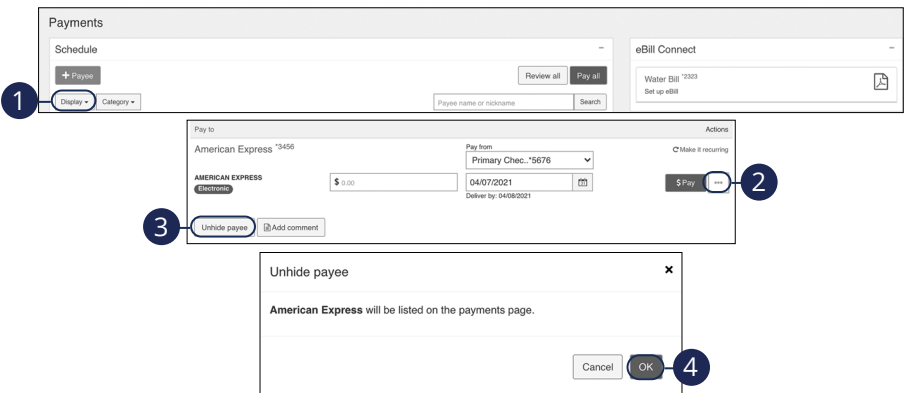 Payments
Schedule
−
eBill Connect
−
+ Payee
Review all
Pay all
Water Bill *2323
Set up eBill
1
Display
Category
Payee name or nickname
Search
Pay to
Actions
American Express *3456
Pay from
Primary Chec..*5676
Make it recurring
AMERICAN EXPRESS
Electronic
$ 0.00
04/07/2021
Deliver by: 04/08/2021
$ Pay
•••
2
3
Unhide payee
Add comment
Unhide payee
×
American Express will be listed on the payments page.
Cancel
OK
4